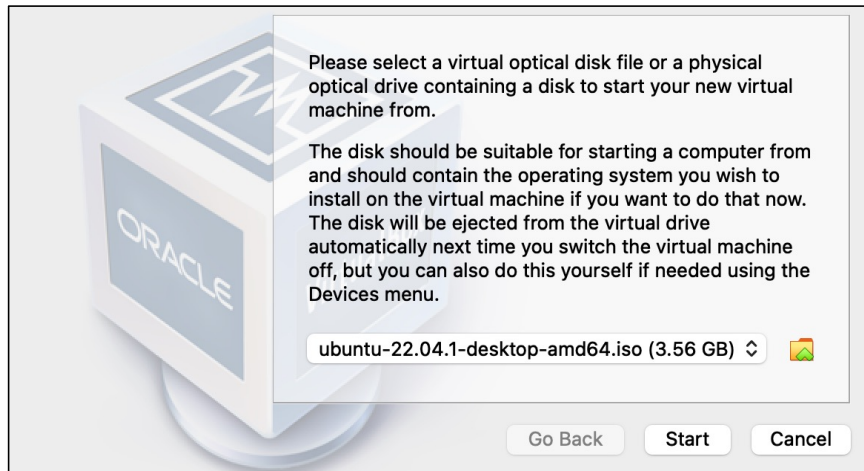 Please select a virtual optical disk file or a physical
optical drive containing a disk to start your new virtual
machine from.
The disk should be suitable for starting a computer from
and should contain the operating system you wish to
install on the virtual machine if you want to do that now.
The disk will be ejected from the virtual drive
automatically next time you switch the virtual machine
off, but you can also do this yourself if needed using the
Devices menu.
ORACLE
ubuntu-22.04.1-desktop-amd64.iso (3.56 GB)
Go Back
Start
Cancel